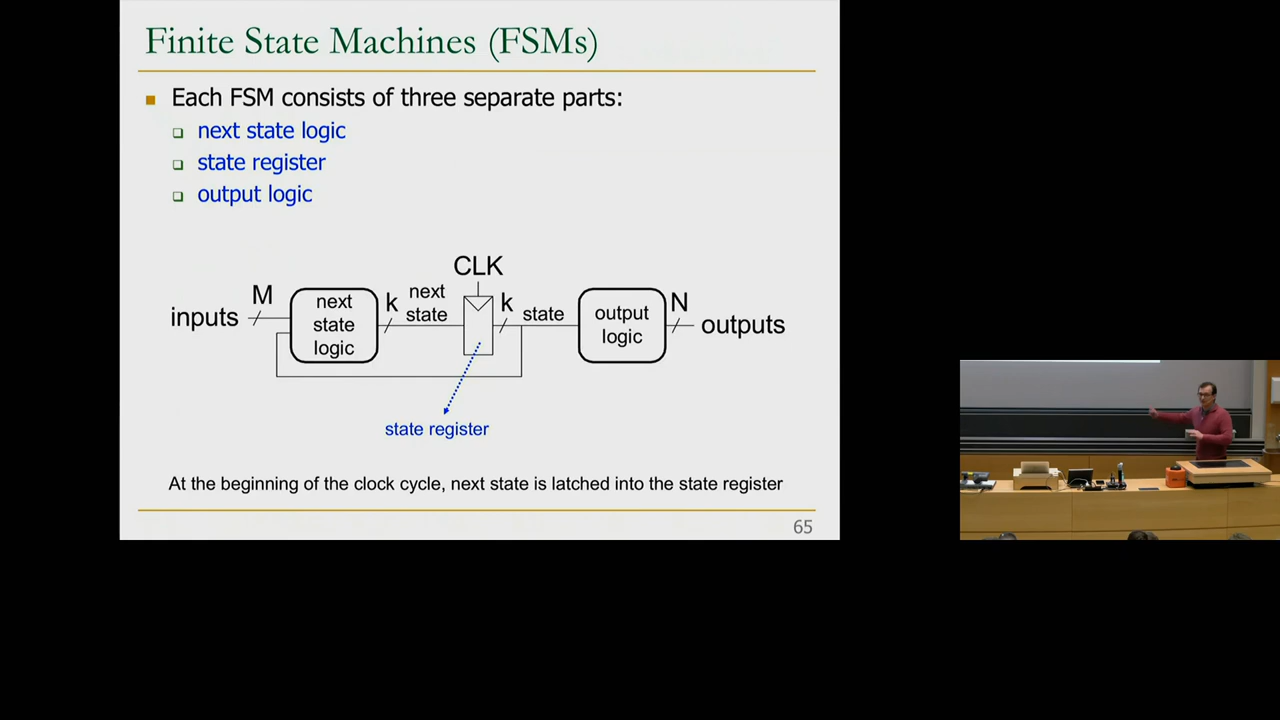 Finite State Machines (FSMs)
Each FSM consists of three separate parts:
next state logic
state register
output logic
CLK
inputs
M
next
state
logic
k
next
state
k
state
output
logic
N
outputs
state register
At the beginning of the clock cycle, next state is latched into the state register
65